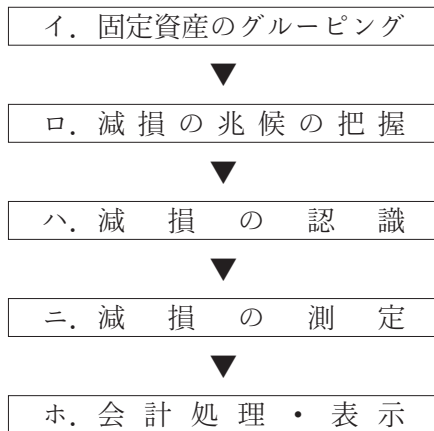 イ．固定資産のグルーピング
▼
ロ．減損の兆候の把握
▼
ハ．減損の認識
▼
ニ．減損の測定
▼
ホ．会計処理・表示